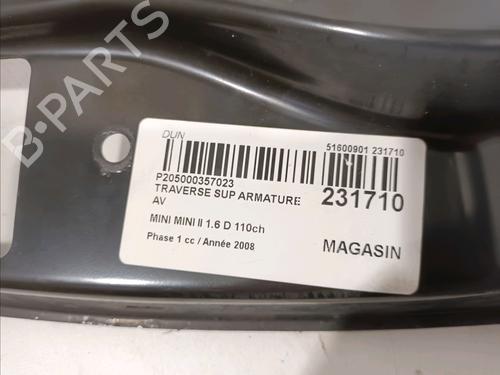 B·PARTS
DUN
51600901 231710
P205000357023
TRAVERSE SUP ARMATURE
AV
231710
MINI MINI II 1.6 D 110ch
Phase 1 cc / Année 2008
MAGASIN